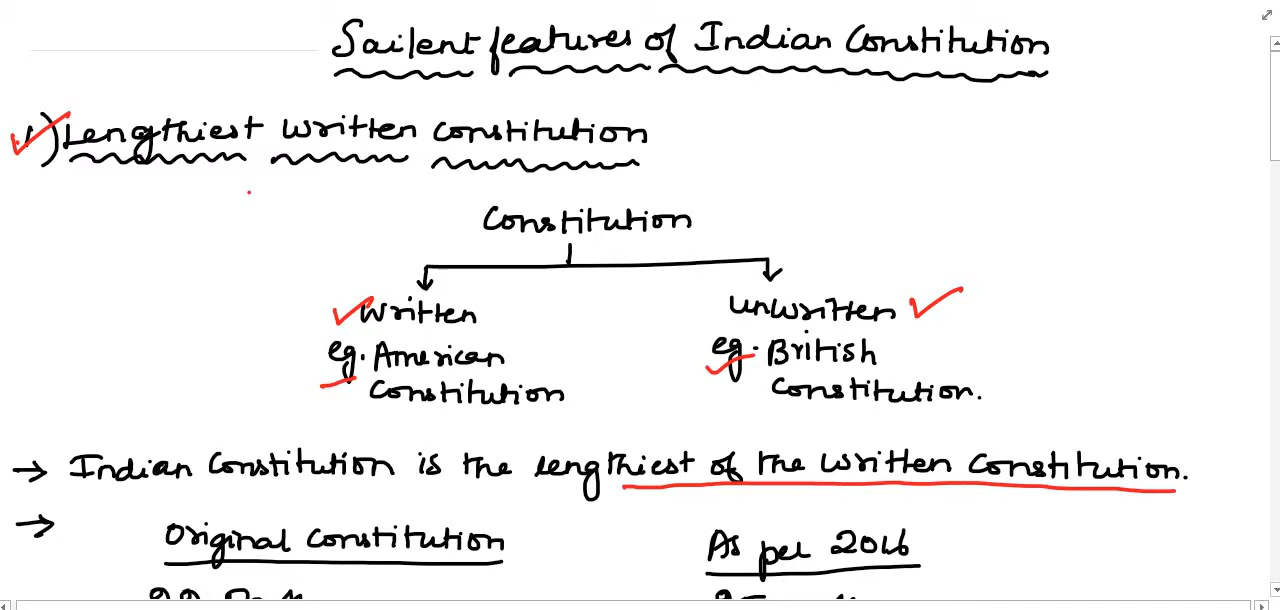 Sailent features of Indian Constitution
1) Lengthiest written constitution
Constitution
Written
unwritten
eg. American
eg. British
Constitution
Constitution.
→ Indian Constitution is the lengthiest of the written Constitution.
→
Original Constitution
As per 2016